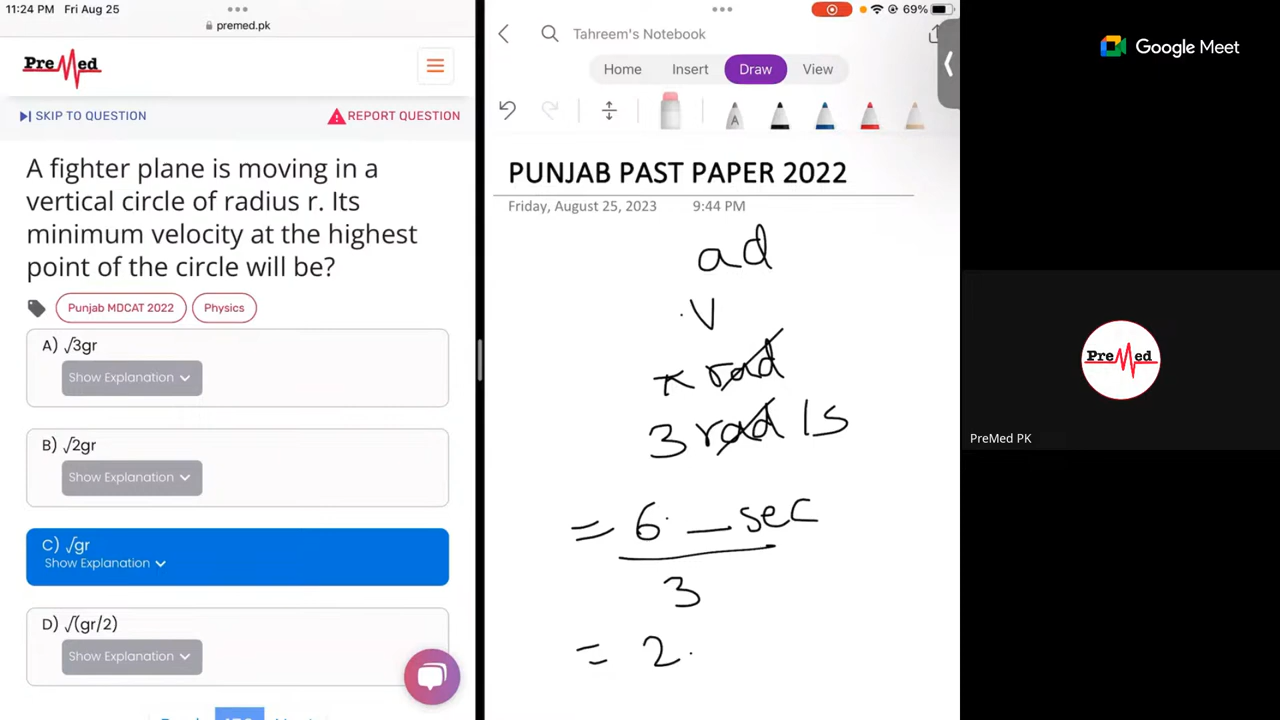 11:24 PM Fri Aug 25
premed.pk
PreMed
SKIP TO QUESTION
REPORT QUESTION
A fighter plane is moving in a
vertical circle of radius r. Its
minimum velocity at the highest
point of the circle will be?
Punjab MDCAT 2022
Physics
A) √3gr
Show Explanation
B) √2gr
Show Explanation
C) √gr
Show Explanation
D) √(gr/2)
Show Explanation
69%
Tahreem's Notebook
Home
Insert
Draw
View
A
PUNJAB PAST PAPER 2022
Friday, August 25, 2023 9:44 PM
ad
. V
π rad
3 rad 1s
= 6. _ sec
3
= 2.
Google Meet
PreMed
PreMed PK